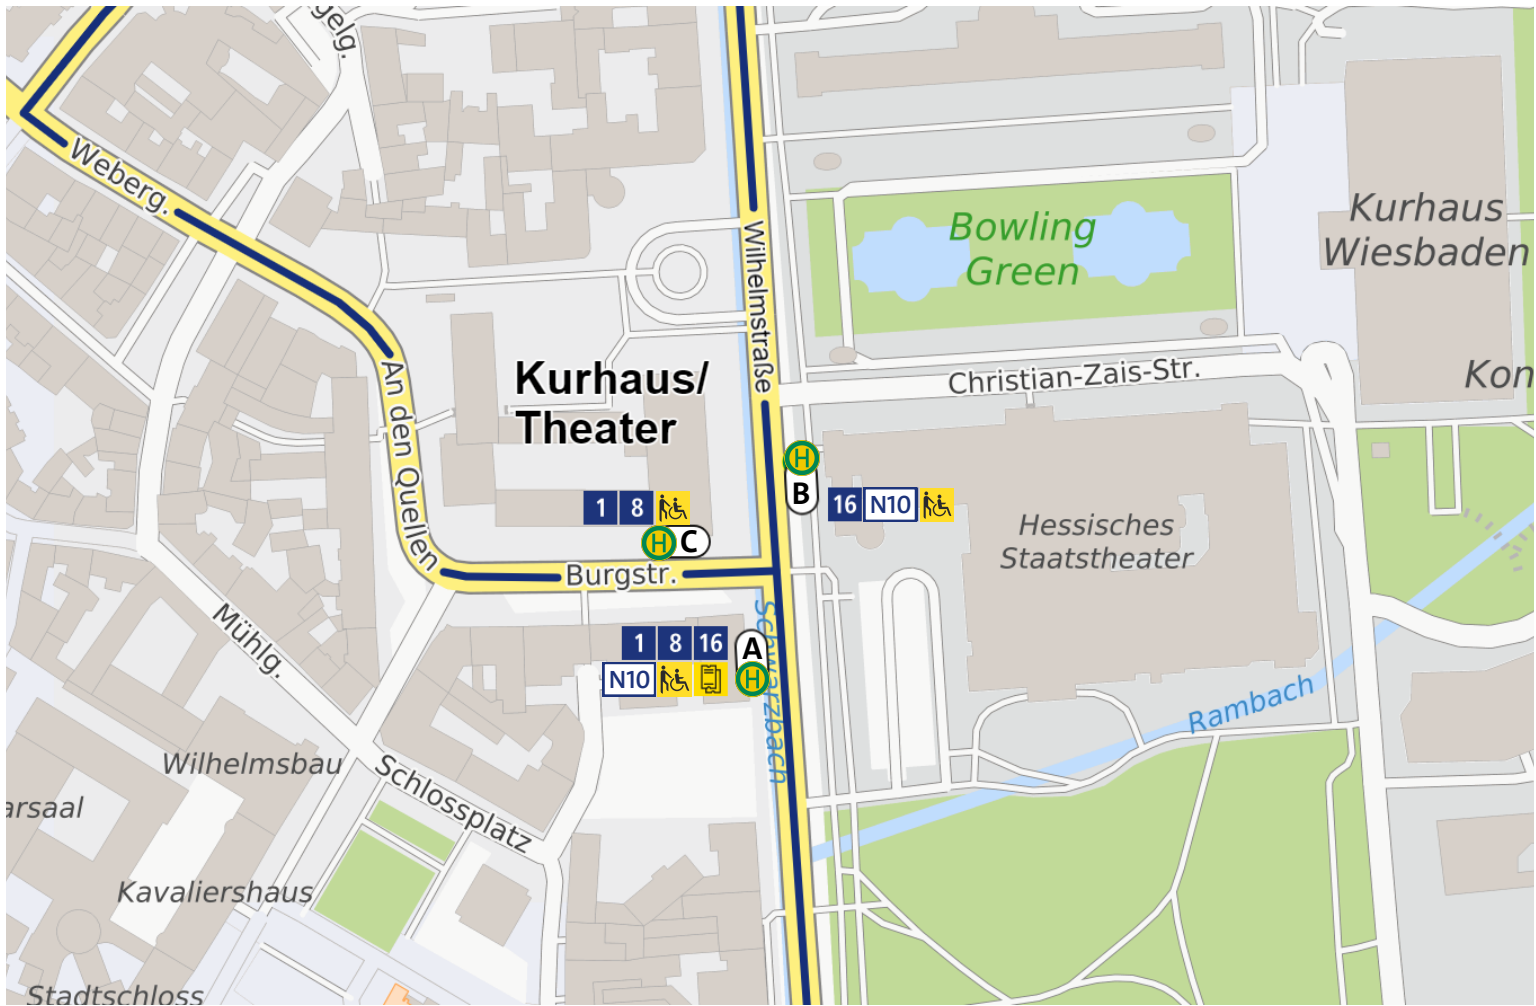 gelg.
Weberg.
Wilhelmstraße
Bowling
Green
Kurhaus
Wiesbaden
Kurhaus/
Theater
Christian-Zais-Str.
Kon
An den Quellen
H
B
1 8
16 N10
H C
Hessisches
Staatstheater
Burgstr.
Mühlg.
Schwarzbach
1 8 16
A
N10
H
Rambach
Wilhelmsbau
Schlossplatz
arsaal
Kavaliershaus
Stadtschloss